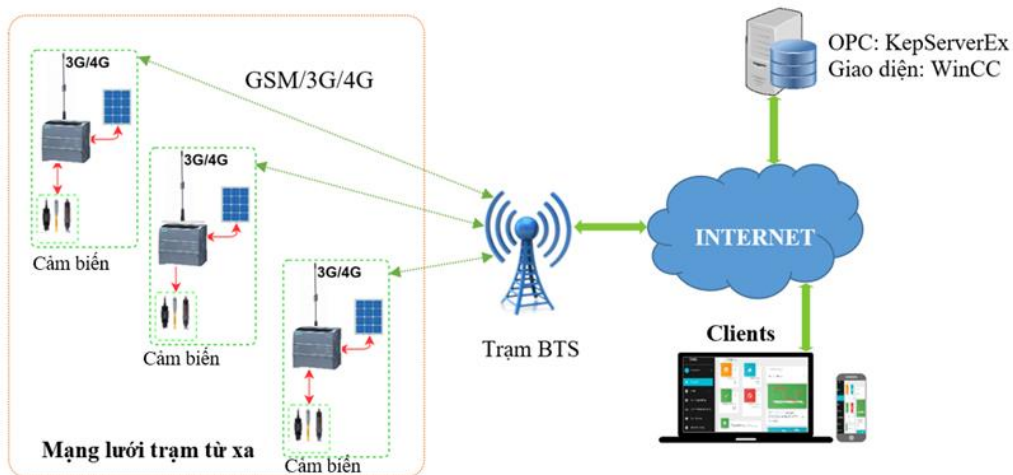 3G/4G
GSM/3G/4G
3G/4G
Cảm biến
3G/4G
Cảm biến
Cảm biến
Mạng lưới trạm từ xa
Trạm BTS
OPC: KepServerEx
Giao diện: WinCC
INTERNET
Clients